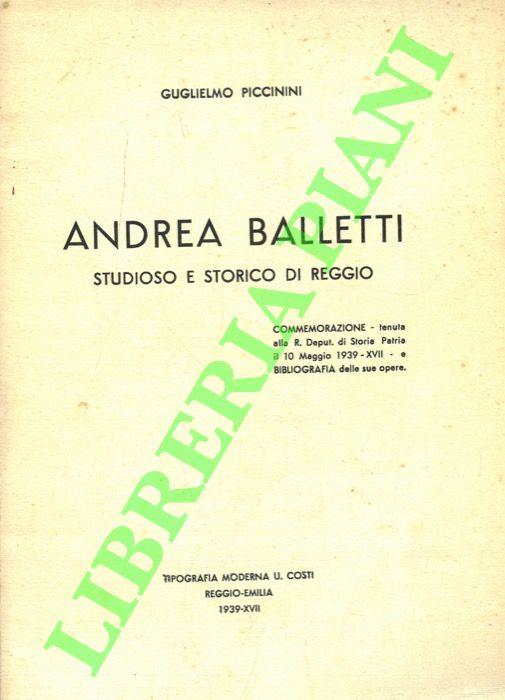 GUGLIELMO PICCININI
ANDREA BALLETTI
STUDIOSO E STORICO DI REGGIO
COMMEMORAZIONE - tenuta
alla R. Deput. di Storia Patria
il 10 Maggio 1939 - XVII - e
BIBLIOGRAFIA delle sue opere.
TIPOGRAFIA MODERNA U. COSTI
REGGIO-EMILIA
1939-XVII
LIBRERIA PIANI